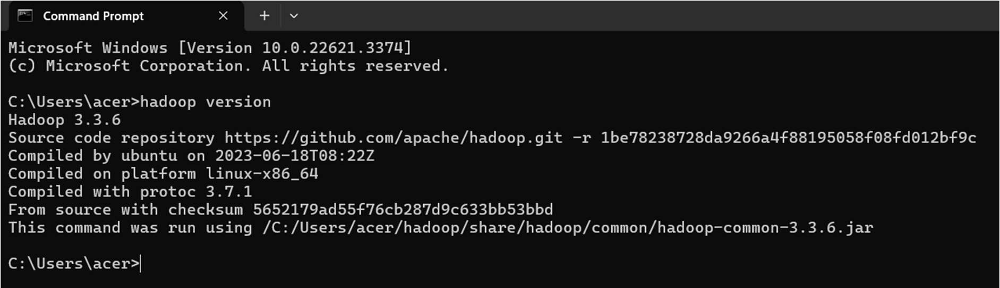 Command Prompt
Microsoft Windows [Version 10.0.22621.3374]
(c) Microsoft Corporation. All rights reserved.
C:\Users\acer>hadoop version
Hadoop 3.3.6
Source code repository https://github.com/apache/hadoop.git -r 1be78238728da9266a4f88195058f08fd012bf9c
Compiled by ubuntu on 2023-06-18T08:22Z
Compiled on platform linux-x86_64
Compiled with protoc 3.7.1
From source with checksum 5652179ad55f76cb287d9c633bb53bbd
This command was run using /C:/Users/acer/hadoop/share/hadoop/common/hadoop-common-3.3.6.jar
C:\Users\acer>